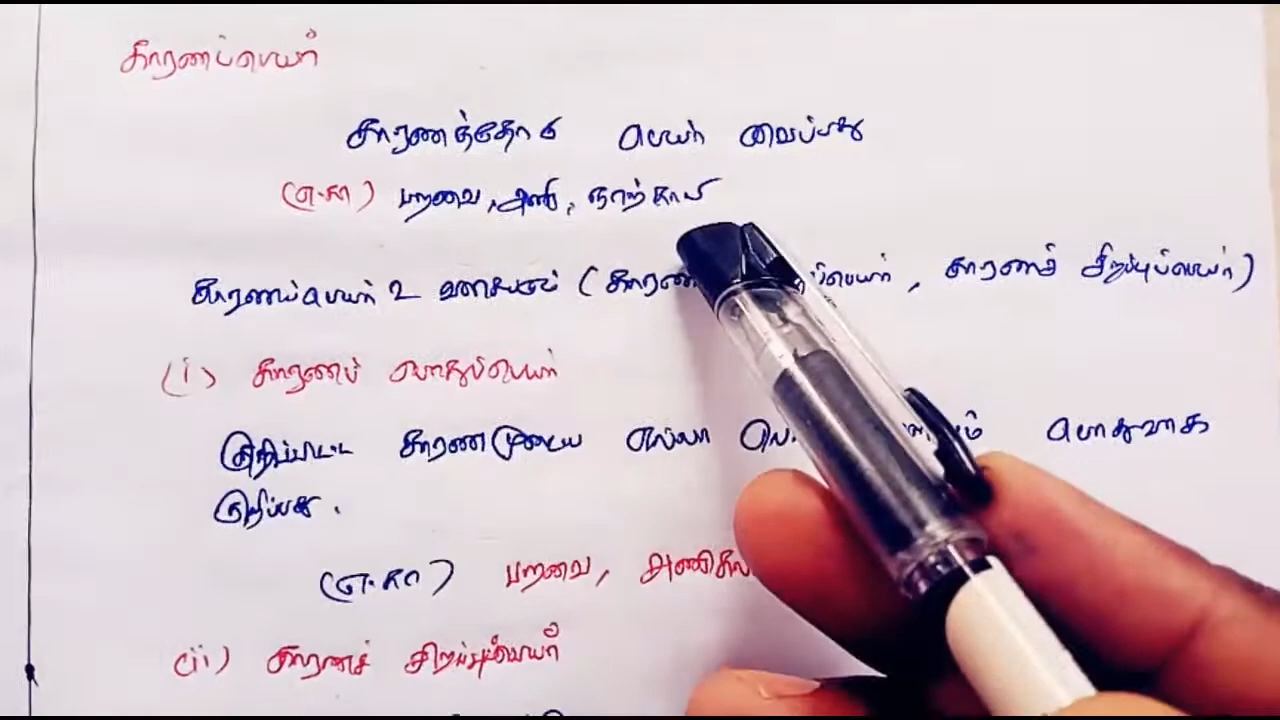 காரணப்பெயர்
காரணத்தோடு பெயர் வைப்பது
(எ.கா) பறவை, அணி, நாற்காலி
காரணப்பெயர் 2 வகைபடும் ( காரண ப்பெயர் , காரணச் சிறப்புப்பெயர் )
(i) காரணப் பொதுப்பெயர்
குறிப்பிட்ட காரணமுடைய எல்லா பொதுவாக
குறிப்பது .
(எ.கா) பறவை, அணிகல
(ii) காரணச் சிறப்புப்பெயர்